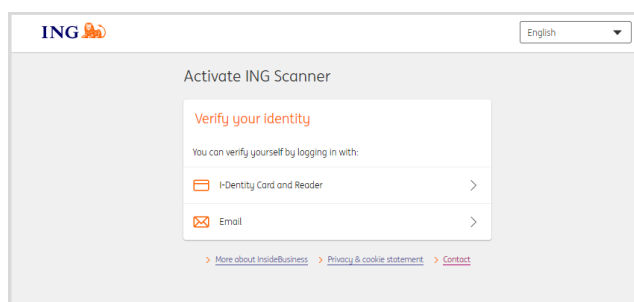 ING
English
Activate ING Scanner
Verify your identity
You can verify yourself by logging in with:
I-Dentity Card and Reader
Email
More about InsideBusiness Privacy & cookie statement Contact